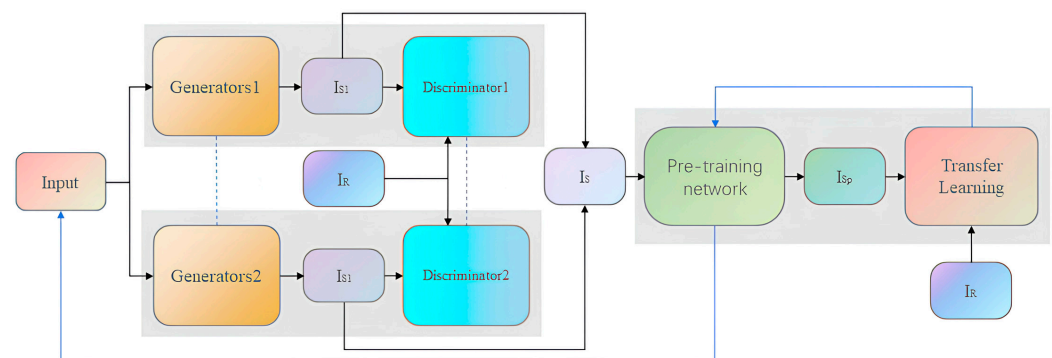 Generators1
IS1
Discriminator1
Input
IR
IS
Pre-training
network
ISp
Transfer
Learning
Generators2
IS1
Discriminator2
IR